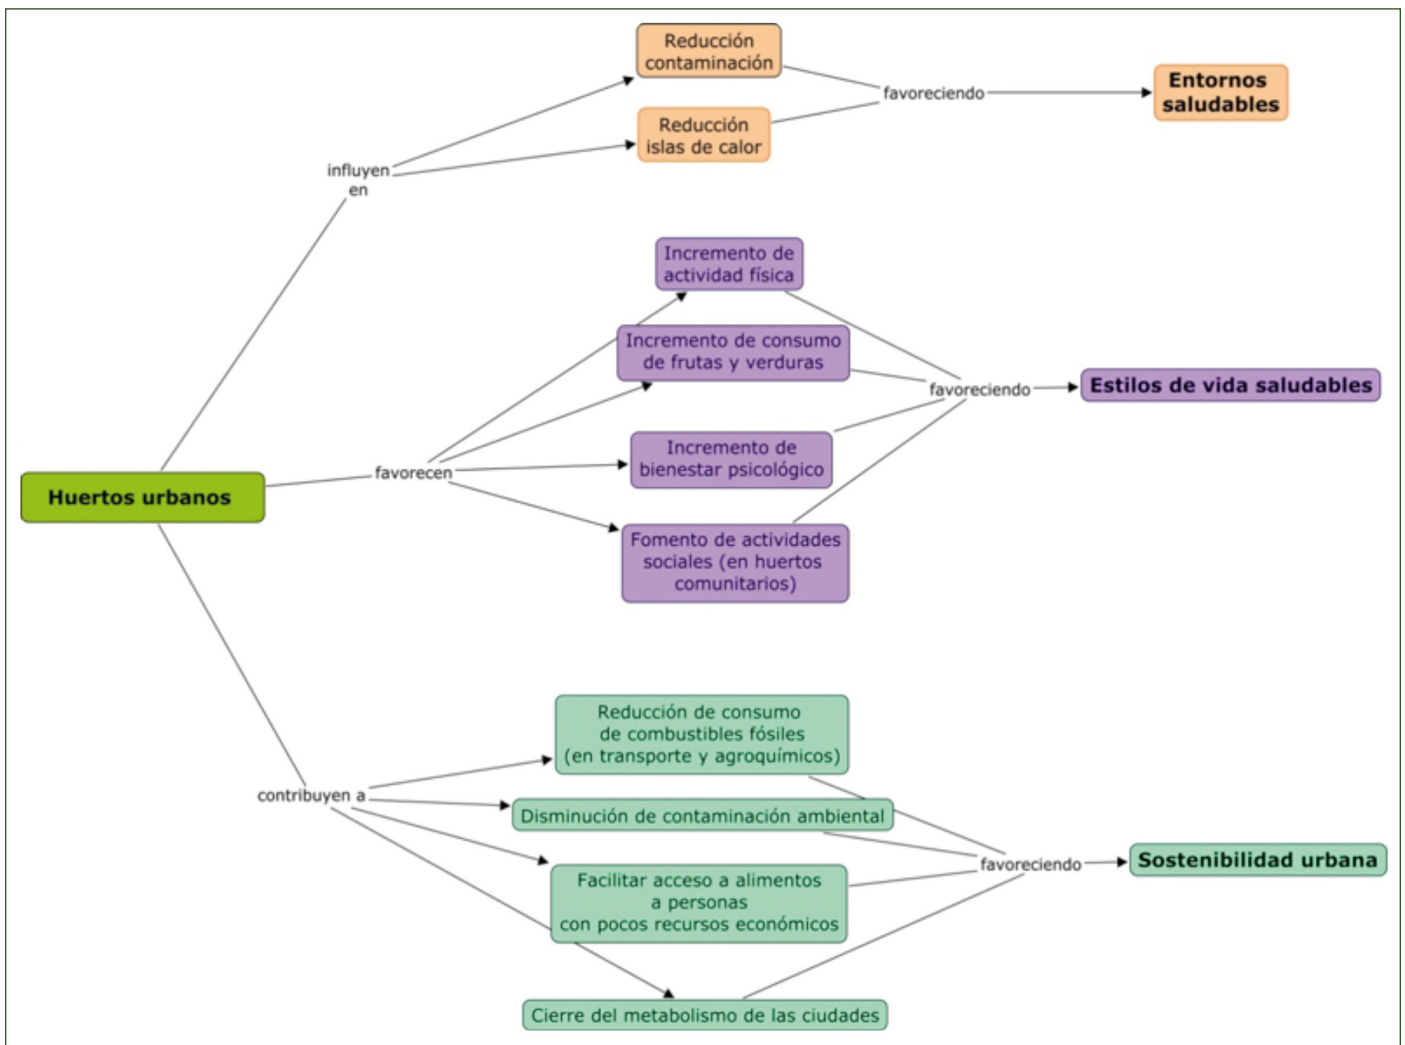 Reducción
contaminación
Reducción
islas de calor
favoreciendo
Entornos
saludables
influyen
en
Incremento de
actividad física
Incremento de consumo
de frutas y verduras
Incremento de
bienestar psicológico
Fomento de actividades
sociales (en huertos
comunitarios)
favoreciendo
Estilos de vida saludables
favorecen
Huertos urbanos
contribuyen a
Reducción de consumo
de combustibles fósiles
(en transporte y agroquímicos)
Disminución de contaminación ambiental
Facilitar acceso a alimentos
a personas
con pocos recursos económicos
Cierre del metabolismo de las ciudades
favoreciendo
Sostenibilidad urbana